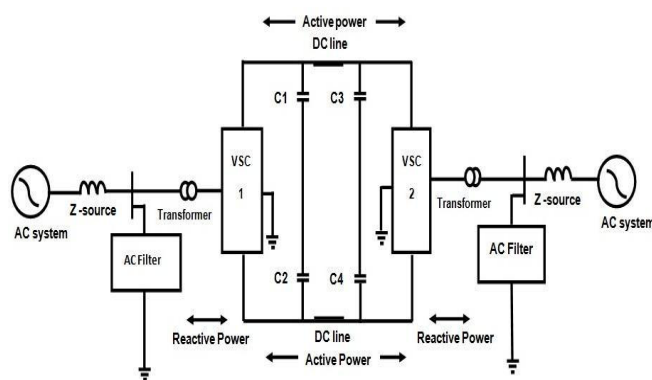 Active power
DC line
C1
C3
VSC
1
VSC
2
Z-source
Transformer
Transformer
Z-source
AC system
AC system
AC Filter
AC Filter
C2
C4
Reactive Power
DC line
Reactive Power
Active Power